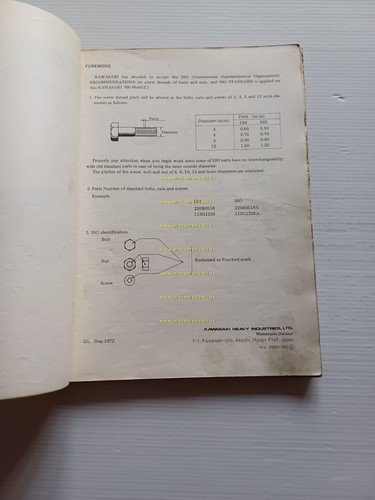 FOREWORD
KAWASAKI has decided to accept the ISO (International Standardization Organization)
RECOMMENDATIONS on screw threads of bolts and nuts, and ISO STANDARD is applied on
this KAWASAKI 900 Model Z1
1. The screw thread pitch will be altered in the bolts, nuts and screws of 3, 4, 5 and 12 m/m dia-
meters as follows.
Pitch
Diameter
Diameter (m/m) Pitch (m/m)
Old ISO
3 0.60 0.50
4 0.75 0.70
5 0.90 0.80
12 1.50 1.25
Properly pay attention when you begin work since some of ISO parts have no interchangeability
with old standard parts in case of being the same outside diameter.
The pitches of the screw, bolt and nut of 6, 8, 10, 14 and more diameters are unaltered.
www.motomanuali.it
2. Parts Number of standard bolts, nuts and screws.
Example
Old ISO
220B0518 220B0518A
113G1236 113G1236A
3. ISO identification
Bolt
Nut
Screw
Embossed or Punched mark
KAWASAKI HEAVY INDUSTRIES, LTD.
Motorcycle Division
20, Sep 1972
1-1, Kawasaki-cho, Akashi, Hyogo Pref, Japan